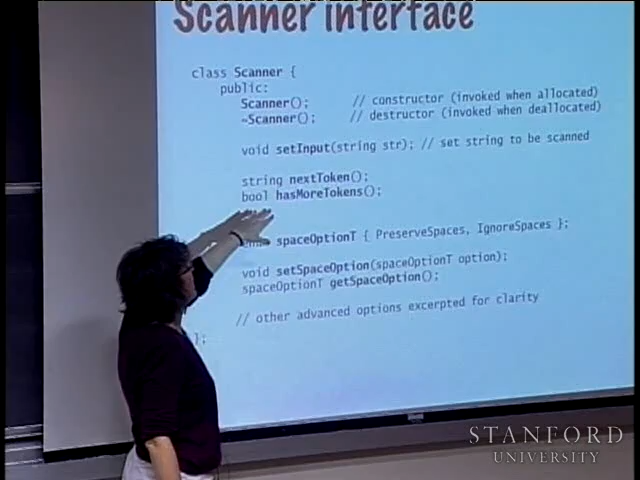 Scanner interface
class Scanner {
public:
Scanner(); // constructor (invoked when allocated)
~Scanner(); // destructor (invoked when deallocated)
void setInput(string str); // set string to be scanned
string nextToken();
bool hasMoreTokens();
spaceOptionT { PreserveSpaces, IgnoreSpaces };
void setSpaceOption(spaceOptionT option);
spaceOptionT getSpaceOption();
// other advanced options excerpted for clarity
};
STANFORD
UNIVERSITY